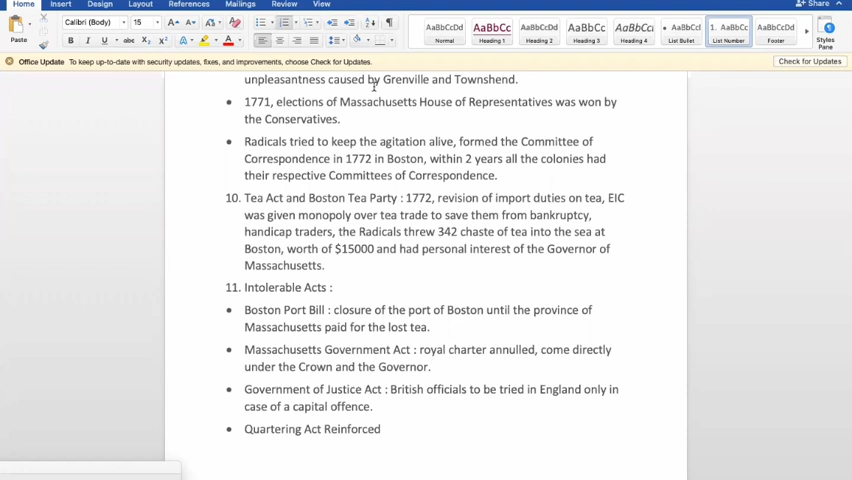 Home Insert Design Layout References Mailings Review View Share
Paste
Calibri (Body) 15
B I U abc X₂ X²
AaBbCcDd AaBbCc AaBbCcDd AaBbCcDd AaBbCcD AaBbCcl 1. AaBbCc AaBbCcDd
Normal Heading 1 Heading 2 Heading 3 Heading 4 List Bullet List Number Footer Styles Pane
Office Update To keep up-to-date with security updates, fixes, and improvements, choose Check for Updates. Check for Updates
unpleasantness caused by Grenville and Townshend.
• 1771, elections of Massachusetts House of Representatives was won by
the Conservatives.
• Radicals tried to keep the agitation alive, formed the Committee of
Correspondence in 1772 in Boston, within 2 years all the colonies had
their respective Committees of Correspondence.
10. Tea Act and Boston Tea Party : 1772, revision of import duties on tea, EIC
was given monopoly over tea trade to save them from bankruptcy,
handicap traders, the Radicals threw 342 chaste of tea into the sea at
Boston, worth of $15000 and had personal interest of the Governor of
Massachusetts.
11. Intolerable Acts :
• Boston Port Bill : closure of the port of Boston until the province of
Massachusetts paid for the lost tea.
• Massachusetts Government Act : royal charter annulled, come directly
under the Crown and the Governor.
• Government of Justice Act : British officials to be tried in England only in
case of a capital offence.
• Quartering Act Reinforced